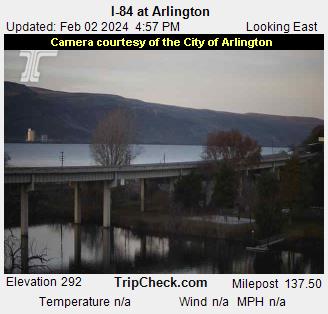 I-84 at Arlington
Updated: Feb 02 2024  4:57 PM Looking East
Camera courtesy of the City of Arlington
Elevation 292 TripCheck.com Milepost 137.50
Temperature n/a Wind n/a MPH n/a